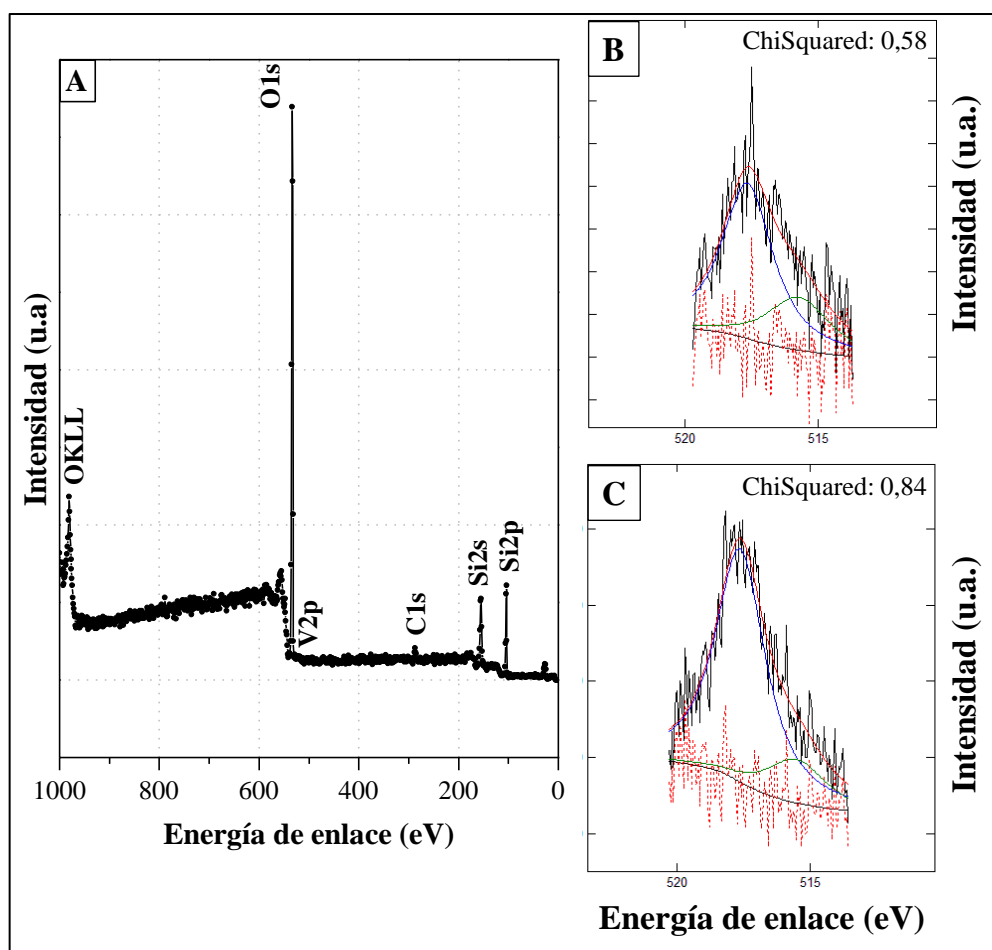 A
Intensidad (u.a)
OKLL
O1s
V2p
C1s
Si2s
Si2p
1000 800 600 400 200 0
Energía de enlace (eV)
B
ChiSquared: 0,58
Intensidad (u.a.)
520 515
C
ChiSquared: 0,84
Intensidad (u.a.)
520 515
Energía de enlace (eV)